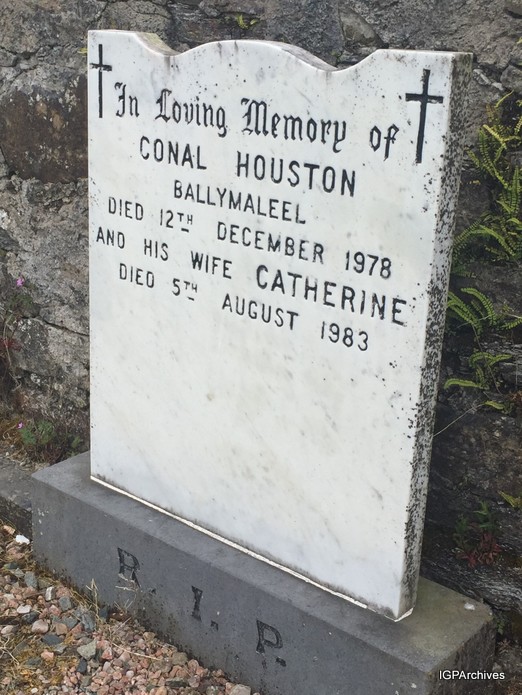 In Loving Memory of
CONAL HOUSTON
BALLYMALEEL
DIED 12TH DECEMBER 1978
AND HIS WIFE CATHERINE
DIED 5TH AUGUST 1983
R. I. P.
IGPArchives